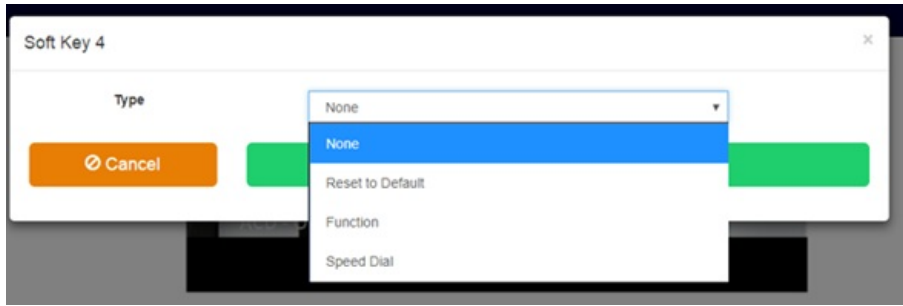 Soft Key 4 ×
Type None
None
Cancel
Reset to Default
Function
Speed Dial